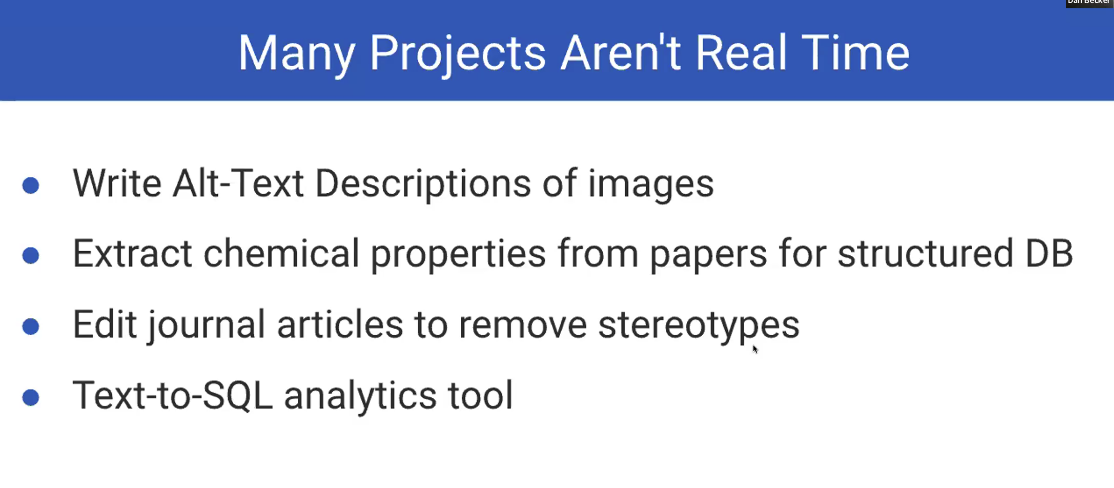 Dan Becker
Many Projects Aren't Real Time
Write Alt-Text Descriptions of images
Extract chemical properties from papers for structured DB
Edit journal articles to remove stereotypes
Text-to-SQL analytics tool